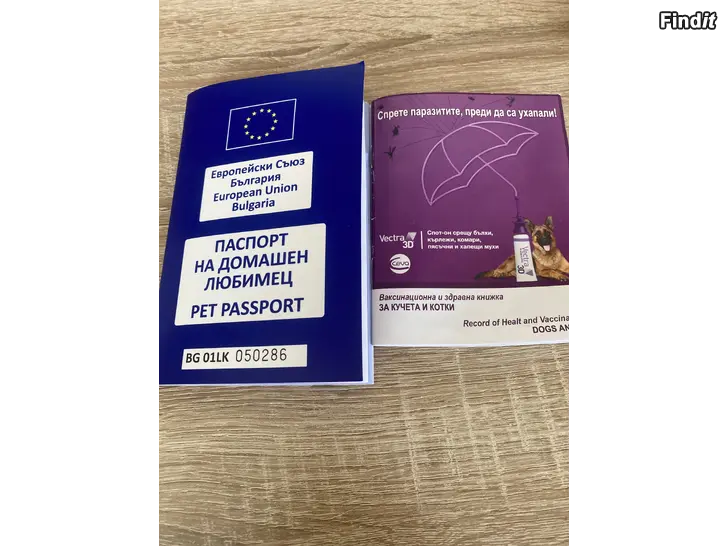 Findit
Европейски Съюз
България
European Union
Bulgaria
ПАСПОРТ
НА ДОМАШЕН
ЛЮБИМЕЦ
PET PASSPORT
BG 01LK 050286
Спрете паразитите, преди да са ухапали!
Vectra
3D
Спот-он срещу бълхи,
кърлежи, комари,
пясъчни и хапещи мухи
Ceva
Vectra
3D
Ваксинационна и здравна книжка
ЗА КУЧЕТА И КОТКИ
Record of Healt and Vaccina
DOGS AN